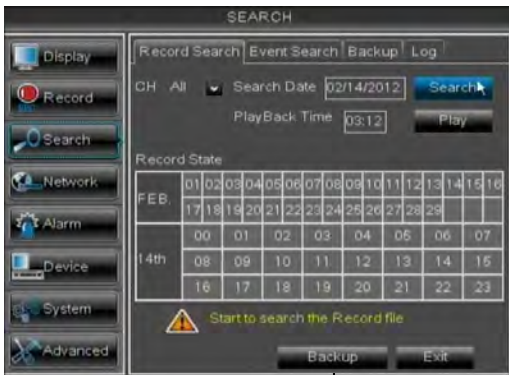 SEARCH
Display
Record
Search
Network
Alarm
Device
System
Advanced
Record Search Event Search Backup Log
CH All Search Date 02/14/2012 Search
PlayBack Time 03:12 Play
Record State
FEB. 01 02 03 04 05 06 07 08 09 10 11 12 13 14 15 16
17 18 19 20 21 22 23 24 25 26 27 28 29
14th 00 01 02 03 04 05 06 07
08 09 10 11 12 13 14 15
16 17 18 19 20 21 22 23
Start to search the Record file
Backup Exit